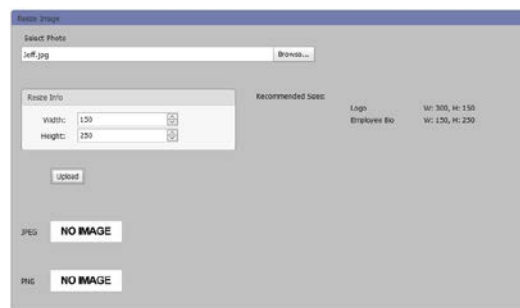 Resize Image
Select Photo
Jeff.jpg Browse...
Resize Info
Width: 150
Height: 250
Recommended Sizes:
Logo W: 300, H: 150
Employee Bio W: 150, H: 250
Upload
JPEG NO IMAGE
PNG NO IMAGE